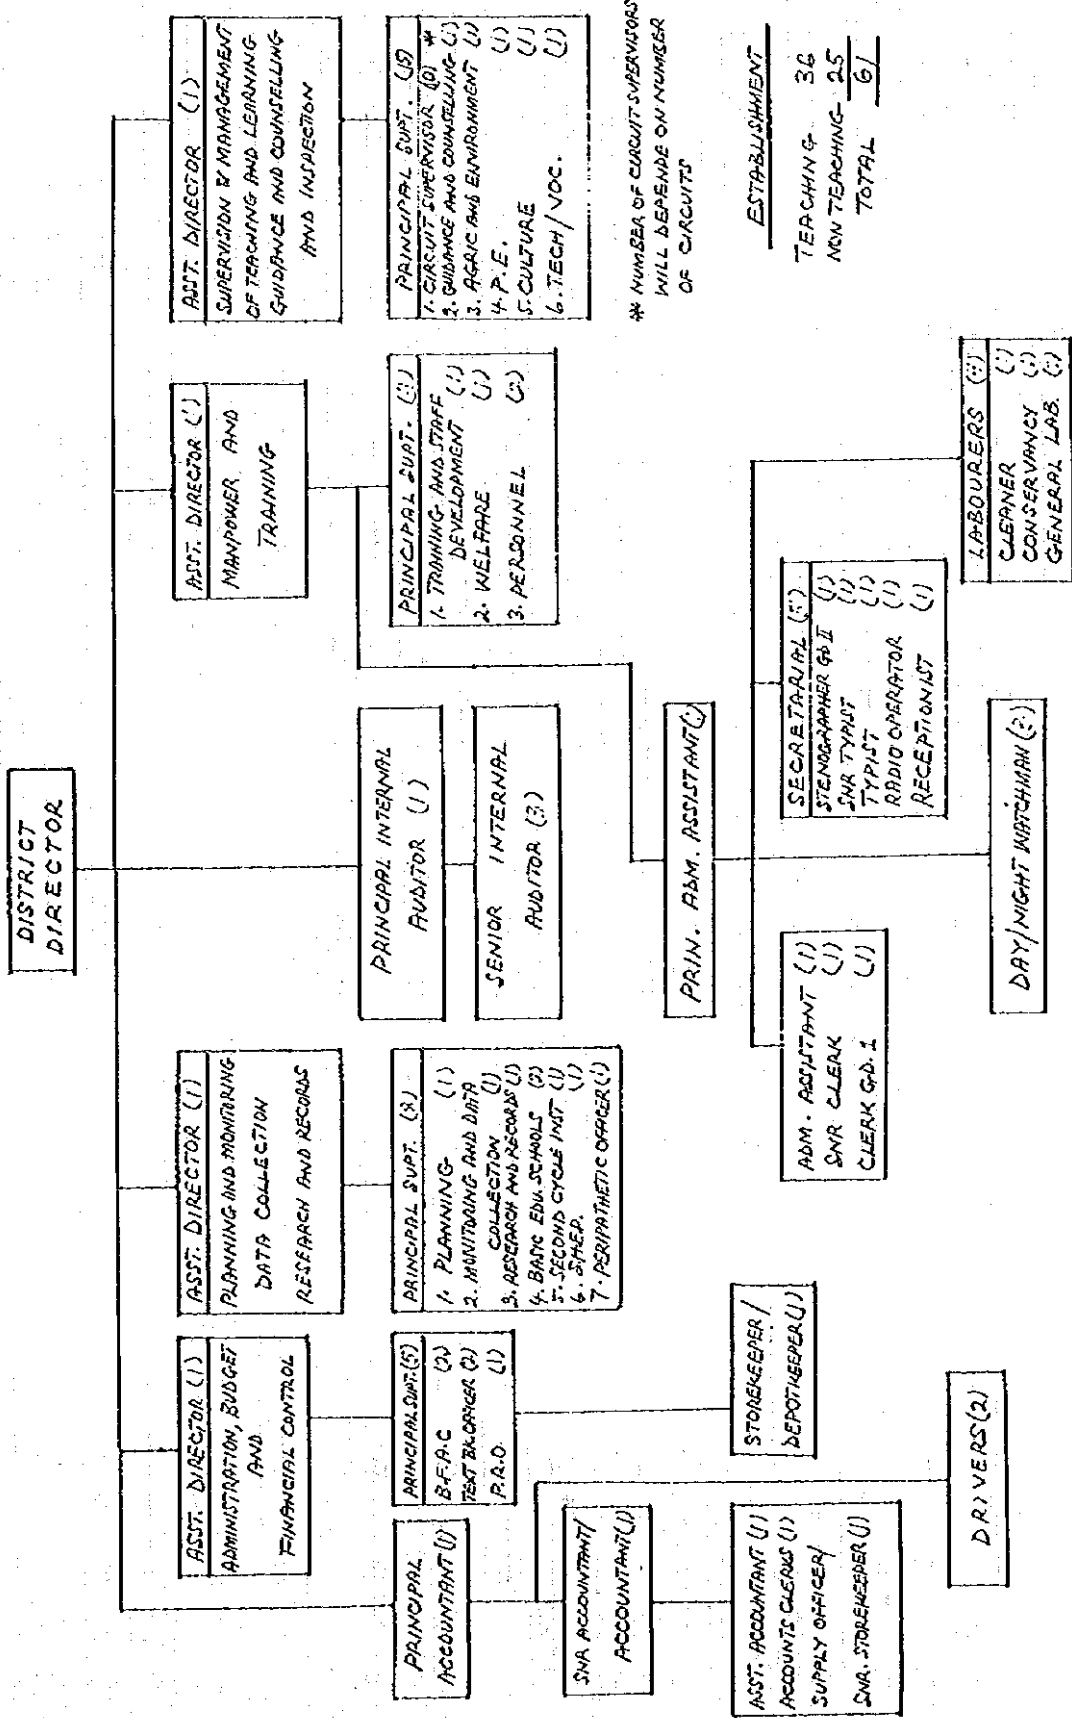 DISTRICT
DIRECTOR
ASST. DIRECTOR (1)
ADMINISTRATION, BUDGET
AND
FINANCIAL CONTROL
ASST. DIRECTOR (1)
PLANNING AND MONITORING
DATA COLLECTION
RESEARCH AND RECORDS
PRINCIPAL INTERNAL
AUDITOR (1)
SENIOR INTERNAL
AUDITOR (3)
ASST. DIRECTOR (1)
MANPOWER AND
TRAINING
ASST. DIRECTOR (1)
SUPERVISION & MANAGEMENT
OF TEACHING AND LEARNING
GUIDANCE AND COUNSELLING
AND INSPECTION
PRINCIPAL
ACCOUNTANT (1)
PRINCIPAL SUPT. (5)
B.F.A.C (2)
TEXT BK OFFICER (2)
P.R.O. (1)
PRINCIPAL SUPT.
1. PLANNING (1)
2. MONITORING AND DATA
COLLECTION (1)
3. RESEARCH AND RECORDS (1)
4. BASIC EDU. SCHOOLS (2)
5. SECOND CYCLE INST (1)
6. SHEP. (1)
7. PERIPATHETIC OFFICER (1)
PRINCIPAL SUPT.
1. TRAINING AND STAFF
DEVELOPMENT (1)
2. WELFARE (1)
3. PERSONNEL
PRINCIPAL SUPT. (15)
1. CIRCUIT SUPERVISOR (10) *
2. GUIDANCE AND COUNSELLING (1)
3. AGRIC AND ENVIRONMENT (1)
4. P.E. (1)
5. CULTURE (1)
6. TECH/VOC. (1)
* NUMBER OF CIRCUIT SUPERVISORS
WILL DEPENDE ON NUMBER
OF CIRCUITS
SNR ACCOUNTANT/
ACCOUNTANT (1)
STOREKEEPER/
DEPOTKEEPER (1)
PRIN. ADM. ASSISTANT (1)
ESTABLISHMENT
TEACHING 36
NON TEACHING 25
TOTAL 61
ASST. ACCOUNTANT (1)
ACCOUNTS CLERKS (1)
SUPPLY OFFICER/
SNR. STOREKEEPER (1)
ADM. ASSISTANT (1)
SNR CLERK (1)
CLERK GD. 1 (1)
SECRETARIAL (5)
STENOGRAPHER GD II (1)
SNR TYPIST (1)
TYPIST (1)
RADIO OPERATOR (1)
RECEPTIONIST (1)
LABOURERS
CLEANER (1)
CONSERVANCY
GENERAL LAB.
DRIVERS (2)
DAY/NIGHT WATCHMAN (2)